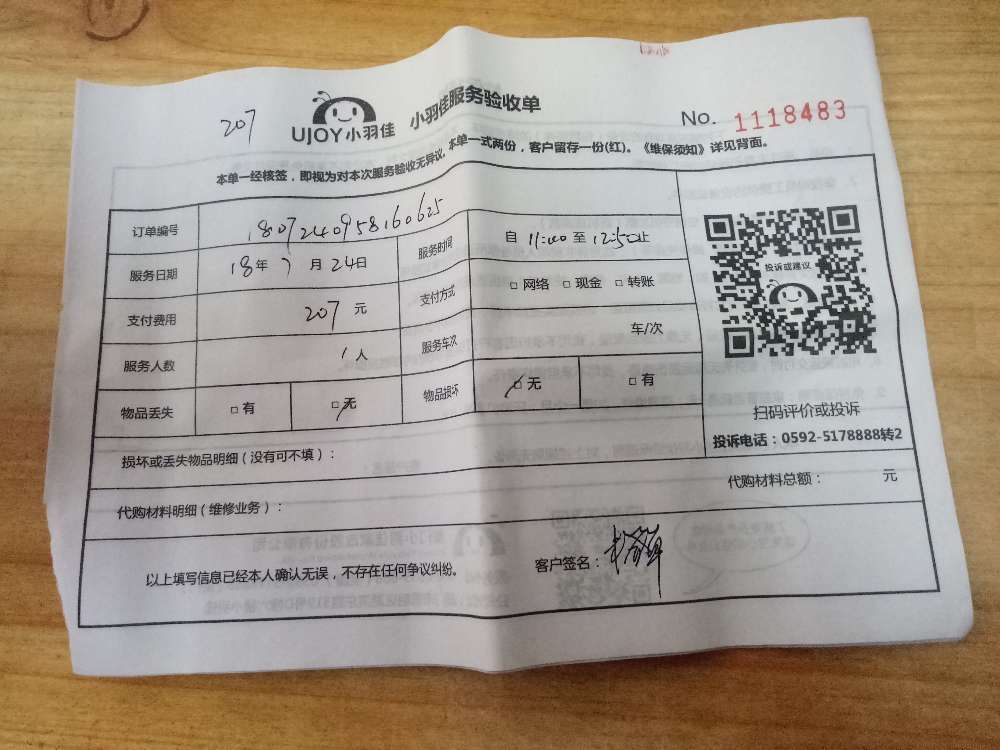 207
UJOY小羽佳 小羽佳服务验收单
No. 1118483
本单一经核签，即视为对本次服务验收无异议。本单一式两份，客户留存一份(红)。《维保须知》详见背面。
订单编号 1807240958160625
服务日期 18年7月24日 服务时间 自 11:00 至 12:50止
支付费用 207 元 支付方式 □ 网络 □ 现金 □ 转账
服务人数 1 人 服务车次 车/次
物品丢失 □ 有 □ 无 物品损坏 □ 无 □ 有
投诉或建议
扫码评价或投诉
投诉电话：0592-5178888转2
损坏或丢失物品明细（没有可不填）：
代购材料明细（维修业务）： 代购材料总额： 元
以上填写信息已经本人确认无误，不存在任何争议纠纷。 客户签名：